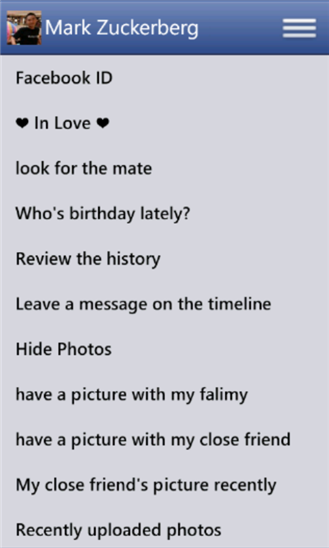 Mark Zuckerberg
Facebook ID
❤ In Love ❤
look for the mate
Who's birthday lately?
Review the history
Leave a message on the timeline
Hide Photos
have a picture with my falimy
have a picture with my close friend
My close friend's picture recently
Recently uploaded photos